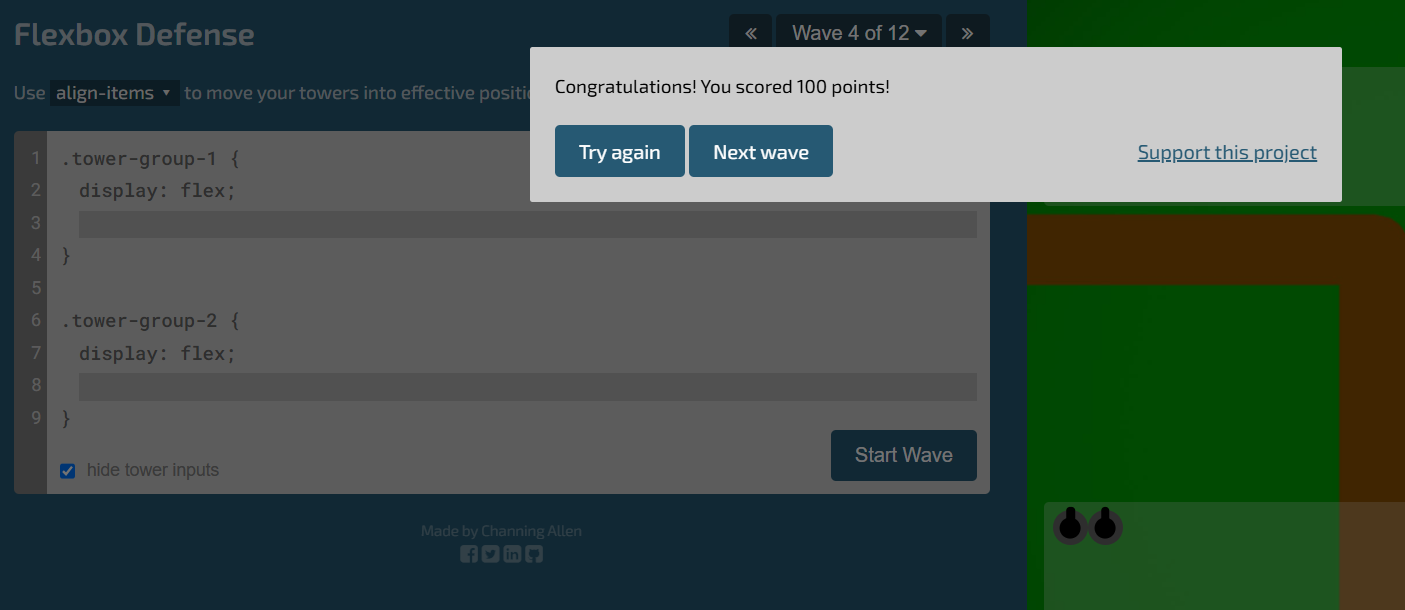 Flexbox Defense
« Wave 4 of 12 »
Use align-items to move your towers into effective
Congratulations! You scored 100 points!
Try again Next wave Support this project
1 .tower-group-1 {
2 display: flex;
3
4 }
5
6 .tower-group-2 {
7 display: flex;
8
9 }
hide tower inputs
Start Wave
Made by Channing Allen